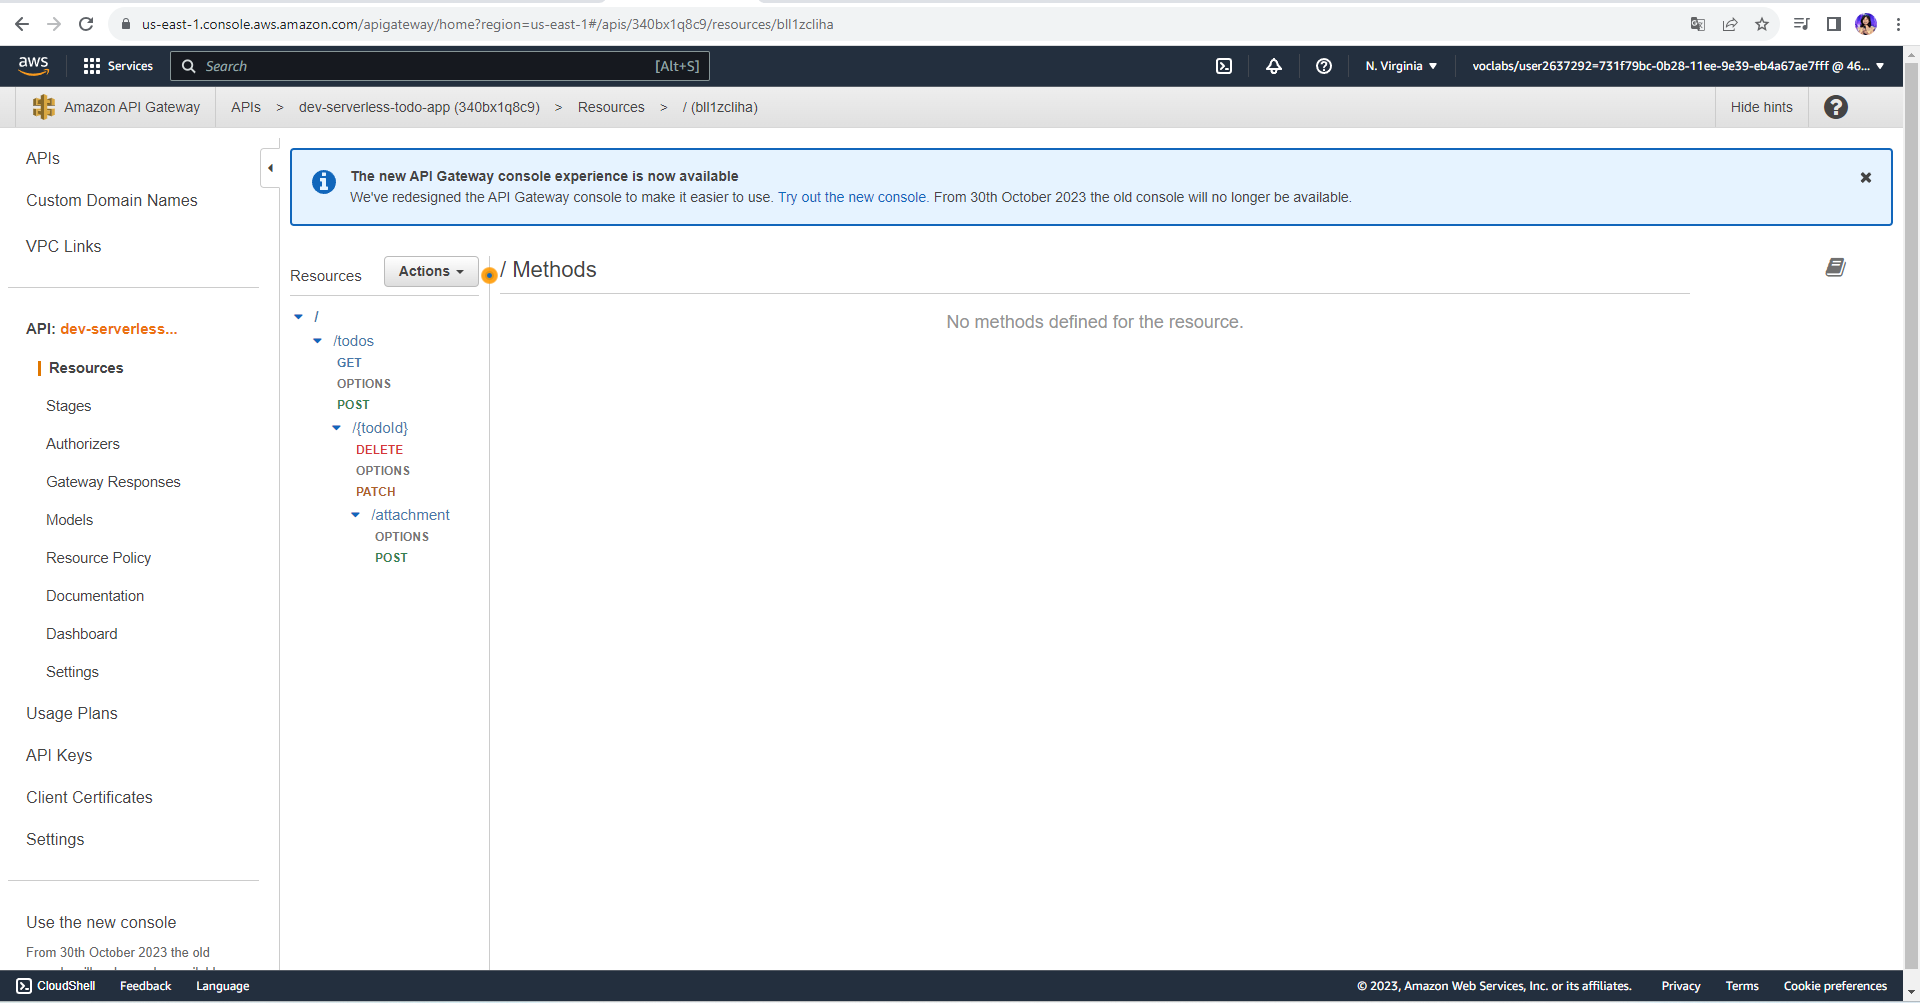 us-east-1.console.aws.amazon.com/apigateway/home?region=us-east-1#/apis/340bx1q8c9/resources/bll1zcliha
aws
Services
Search
[Alt+S]
N. Virginia
voclabs/user2637292=731f79bc-0b28-11ee-9e39-eb4a67ae7fff @ 46...
Amazon API Gateway
APIs > dev-serverless-todo-app (340bx1q8c9) > Resources > / (bll1zcliha)
Hide hints
APIs
Custom Domain Names
VPC Links
API: dev-serverless...
Resources
Stages
Authorizers
Gateway Responses
Models
Resource Policy
Documentation
Dashboard
Settings
Usage Plans
API Keys
Client Certificates
Settings
Use the new console
From 30th October 2023 the old
The new API Gateway console experience is now available
We've redesigned the API Gateway console to make it easier to use. Try out the new console. From 30th October 2023 the old console will no longer be available.
Resources
Actions
/
/todos
GET
OPTIONS
POST
/{todoId}
DELETE
OPTIONS
PATCH
/attachment
OPTIONS
POST
/ Methods
No methods defined for the resource.
CloudShell
Feedback
Language
© 2023, Amazon Web Services, Inc. or its affiliates.
Privacy
Terms
Cookie preferences